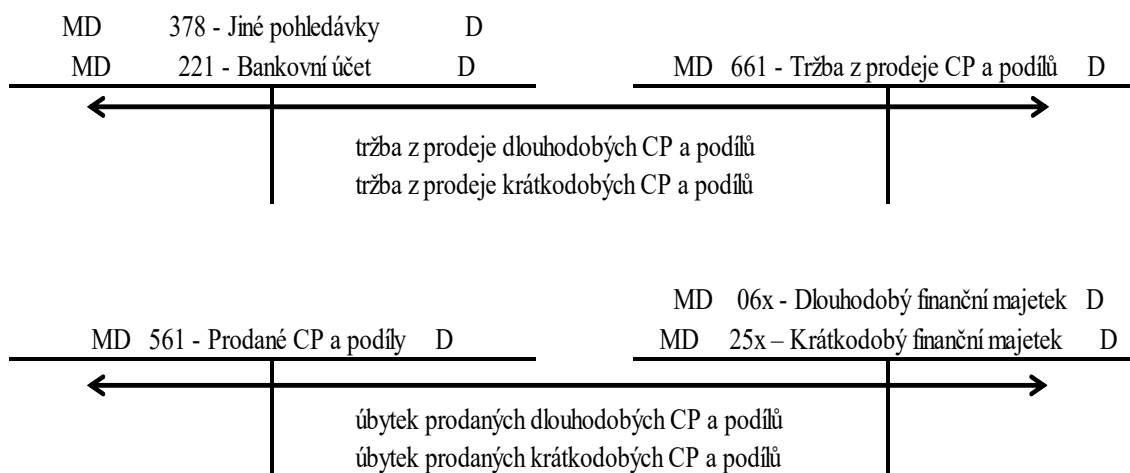 MD 378 - Jiné pohledávky D
MD 221 - Bankovní účet D MD 661 - Tržba z prodeje CP a podílů D
tržba z prodeje dlouhodobých CP a podílů
tržba z prodeje krátkodobých CP a podílů
MD 06x - Dlouhodobý finanční majetek D
MD 561 - Prodané CP a podíly D MD 25x – Krátkodobý finanční majetek D
úbytek prodaných dlouhodobých CP a podílů
úbytek prodaných krátkodobých CP a podílů